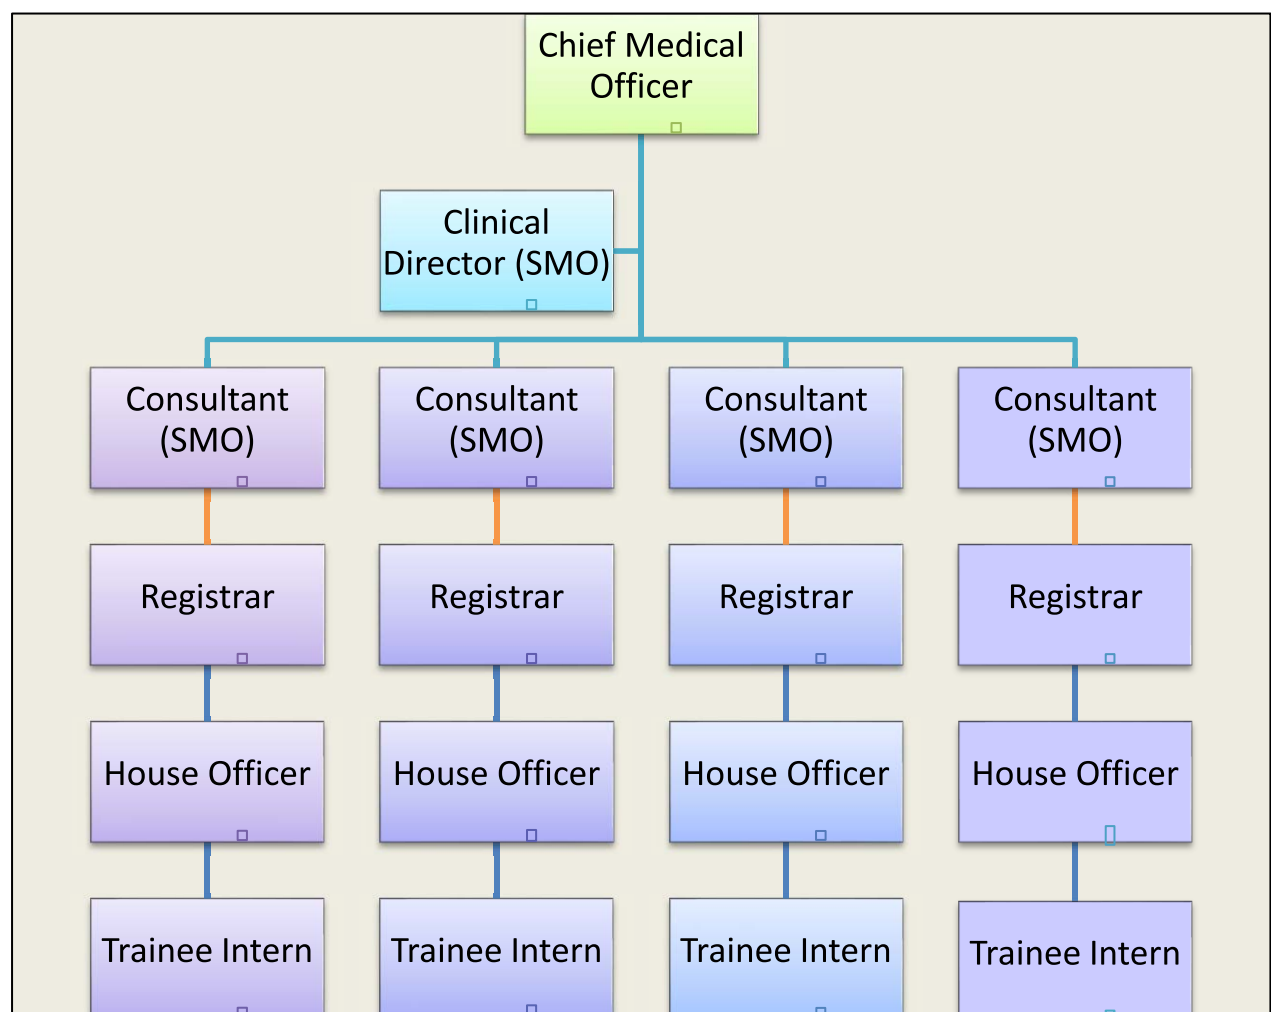 Chief Medical
Officer
Clinical
Director (SMO)
Consultant
(SMO)
Consultant
(SMO)
Consultant
(SMO)
Consultant
(SMO)
Registrar
Registrar
Registrar
Registrar
House Officer
House Officer
House Officer
House Officer
Trainee Intern
Trainee Intern
Trainee Intern
Trainee Intern